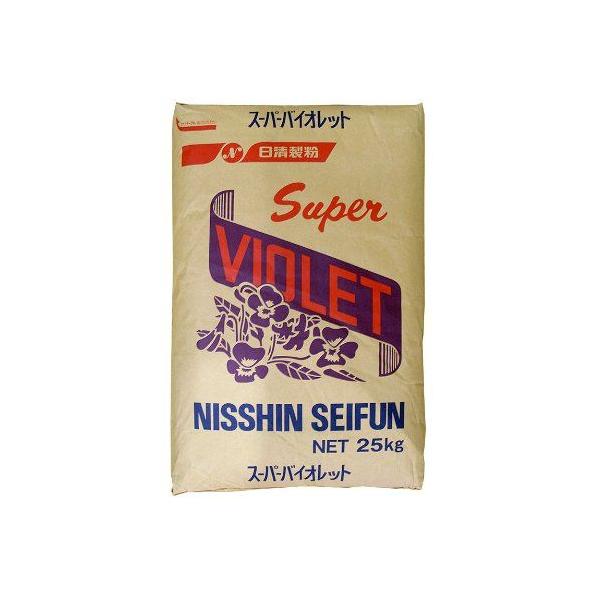 スーパーバイオレット
N 日清製粉
Super
VIOLET
NISSHIN SEIFUN
NET 25kg
スーパーバイオレット